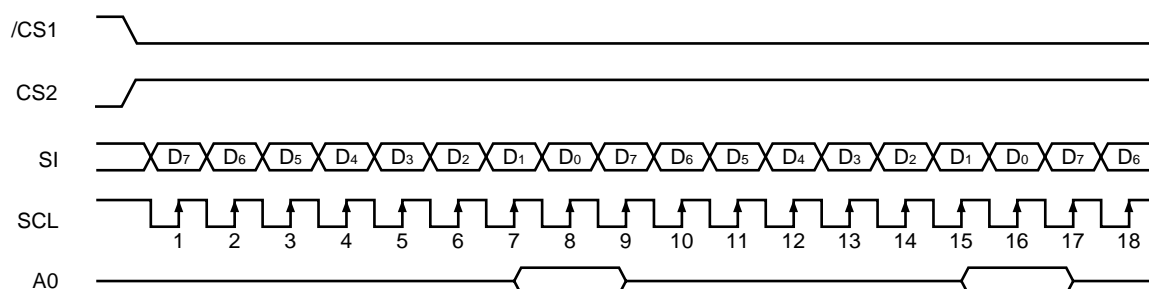 /CS1
CS2
SI D7 D6 D5 D4 D3 D2 D1 D0 D7 D6 D5 D4 D3 D2 D1 D0 D7 D6
SCL
1 2 3 4 5 6 7 8 9 10 11 12 13 14 15 16 17 18
A0